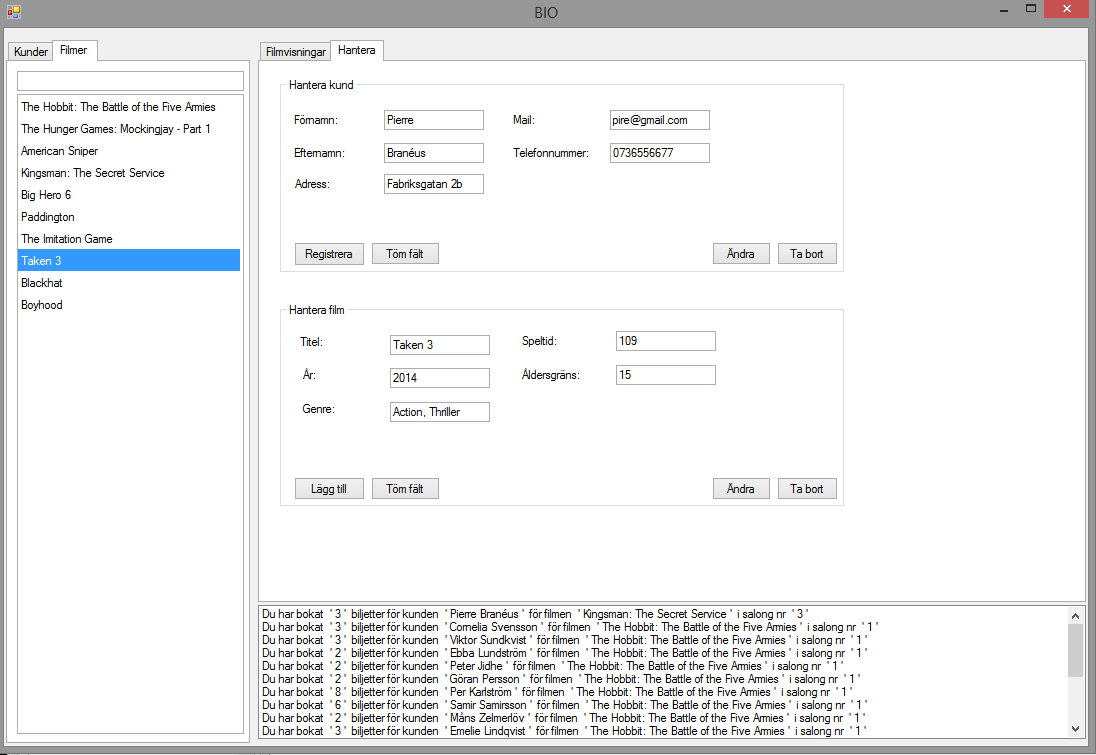 BIO
Kunder Filmer
Filmvisningar Hantera
The Hobbit: The Battle of the Five Armies
The Hunger Games: Mockingjay - Part 1
American Sniper
Kingsman: The Secret Service
Big Hero 6
Paddington
The Imitation Game
Taken 3
Blackhat
Boyhood
Hantera kund
Förnamn: Pierre Mail: pire@gmail.com
Efternamn: Branéus Telefonnummer: 0736556677
Adress: Fabriksgatan 2b
Registrera Töm fält Ändra Ta bort
Hantera film
Titel: Taken 3 Speltid: 109
År: 2014 Åldersgräns: 15
Genre: Action, Thriller
Lägg till Töm fält Ändra Ta bort
Du har bokat ' 3 ' biljetter för kunden ' Pierre Branéus ' för filmen ' Kingsman: The Secret Service ' i salong nr ' 3 '
Du har bokat ' 3 ' biljetter för kunden ' Cornelia Svensson ' för filmen ' The Hobbit: The Battle of the Five Armies ' i salong nr ' 1 '
Du har bokat ' 3 ' biljetter för kunden ' Viktor Sundkvist ' för filmen ' The Hobbit: The Battle of the Five Armies ' i salong nr ' 1 '
Du har bokat ' 2 ' biljetter för kunden ' Ebba Lundström ' för filmen ' The Hobbit: The Battle of the Five Armies ' i salong nr ' 1 '
Du har bokat ' 2 ' biljetter för kunden ' Peter Jidhe ' för filmen ' The Hobbit: The Battle of the Five Armies ' i salong nr ' 1 '
Du har bokat ' 2 ' biljetter för kunden ' Göran Persson ' för filmen ' The Hobbit: The Battle of the Five Armies ' i salong nr ' 1 '
Du har bokat ' 8 ' biljetter för kunden ' Per Karlström ' för filmen ' The Hobbit: The Battle of the Five Armies ' i salong nr ' 1 '
Du har bokat ' 6 ' biljetter för kunden ' Samir Samirsson ' för filmen ' The Hobbit: The Battle of the Five Armies ' i salong nr ' 1 '
Du har bokat ' 2 ' biljetter för kunden ' Måns Zelmerlöv ' för filmen ' The Hobbit: The Battle of the Five Armies ' i salong nr ' 1 '
Du har bokat ' 3 ' biljetter för kunden ' Emelie Lindqvist ' för filmen ' The Hobbit: The Battle of the Five Armies ' i salong nr ' 1 '